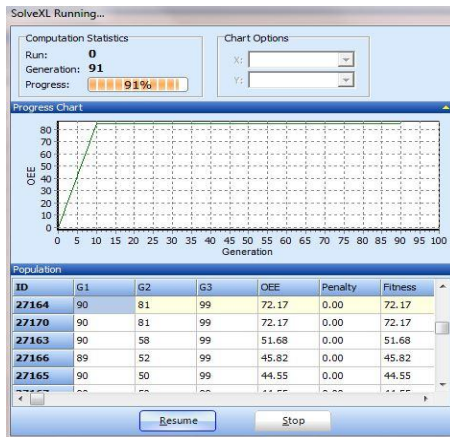 SolveXL Running...
Computation Statistics
Run: 0
Generation: 91
Progress: 91%
Chart Options
X:
Y:
Progress Chart
80
70
60
50
40
30
20
10
0
OEE
0 5 10 15 20 25 30 35 40 45 50 55 60 65 70 75 80 85 90 95 100
Generation
Population
ID G1 G2 G3 OEE Penalty Fitness
27164 90 81 99 72.17 0.00 72.17
27170 90 81 99 72.17 0.00 72.17
27163 90 58 99 51.68 0.00 51.68
27166 89 52 99 45.82 0.00 45.82
27165 90 50 99 44.55 0.00 44.55
Resume Stop